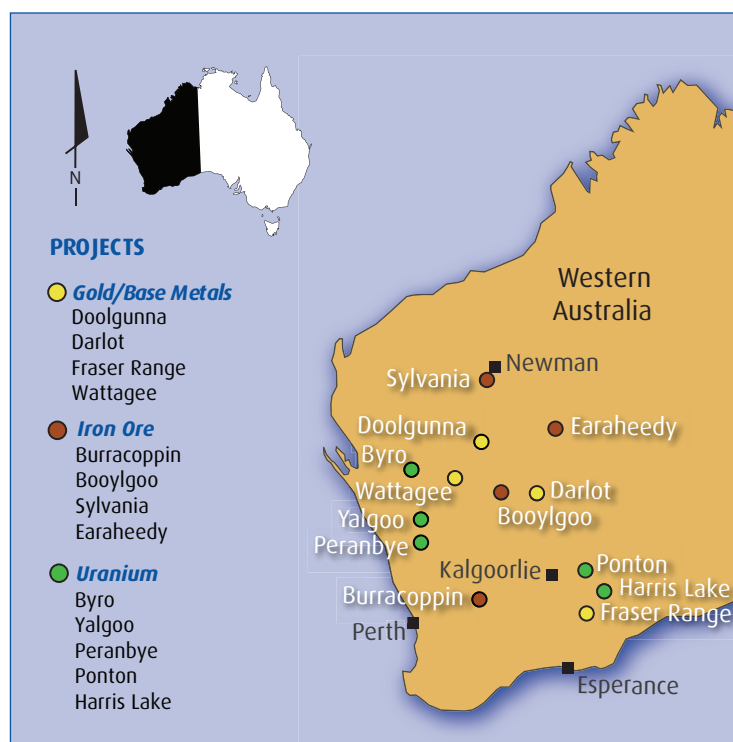 N
PROJECTS
Gold/Base Metals
Doolgunna
Darlot
Fraser Range
Wattagee
Iron Ore
Burracoppin
Booylgoo
Sylvania
Earaheedy
Uranium
Byro
Yalgoo
Peranbye
Ponton
Harris Lake
Western
Australia
Newman
Sylvania
Doolgunna
Earaheedy
Byro
Wattagee
Darlot
Booylgoo
Yalgoo
Peranbye
Kalgoorlie
Ponton
Harris Lake
Burracoppin
Fraser Range
Perth
Esperance